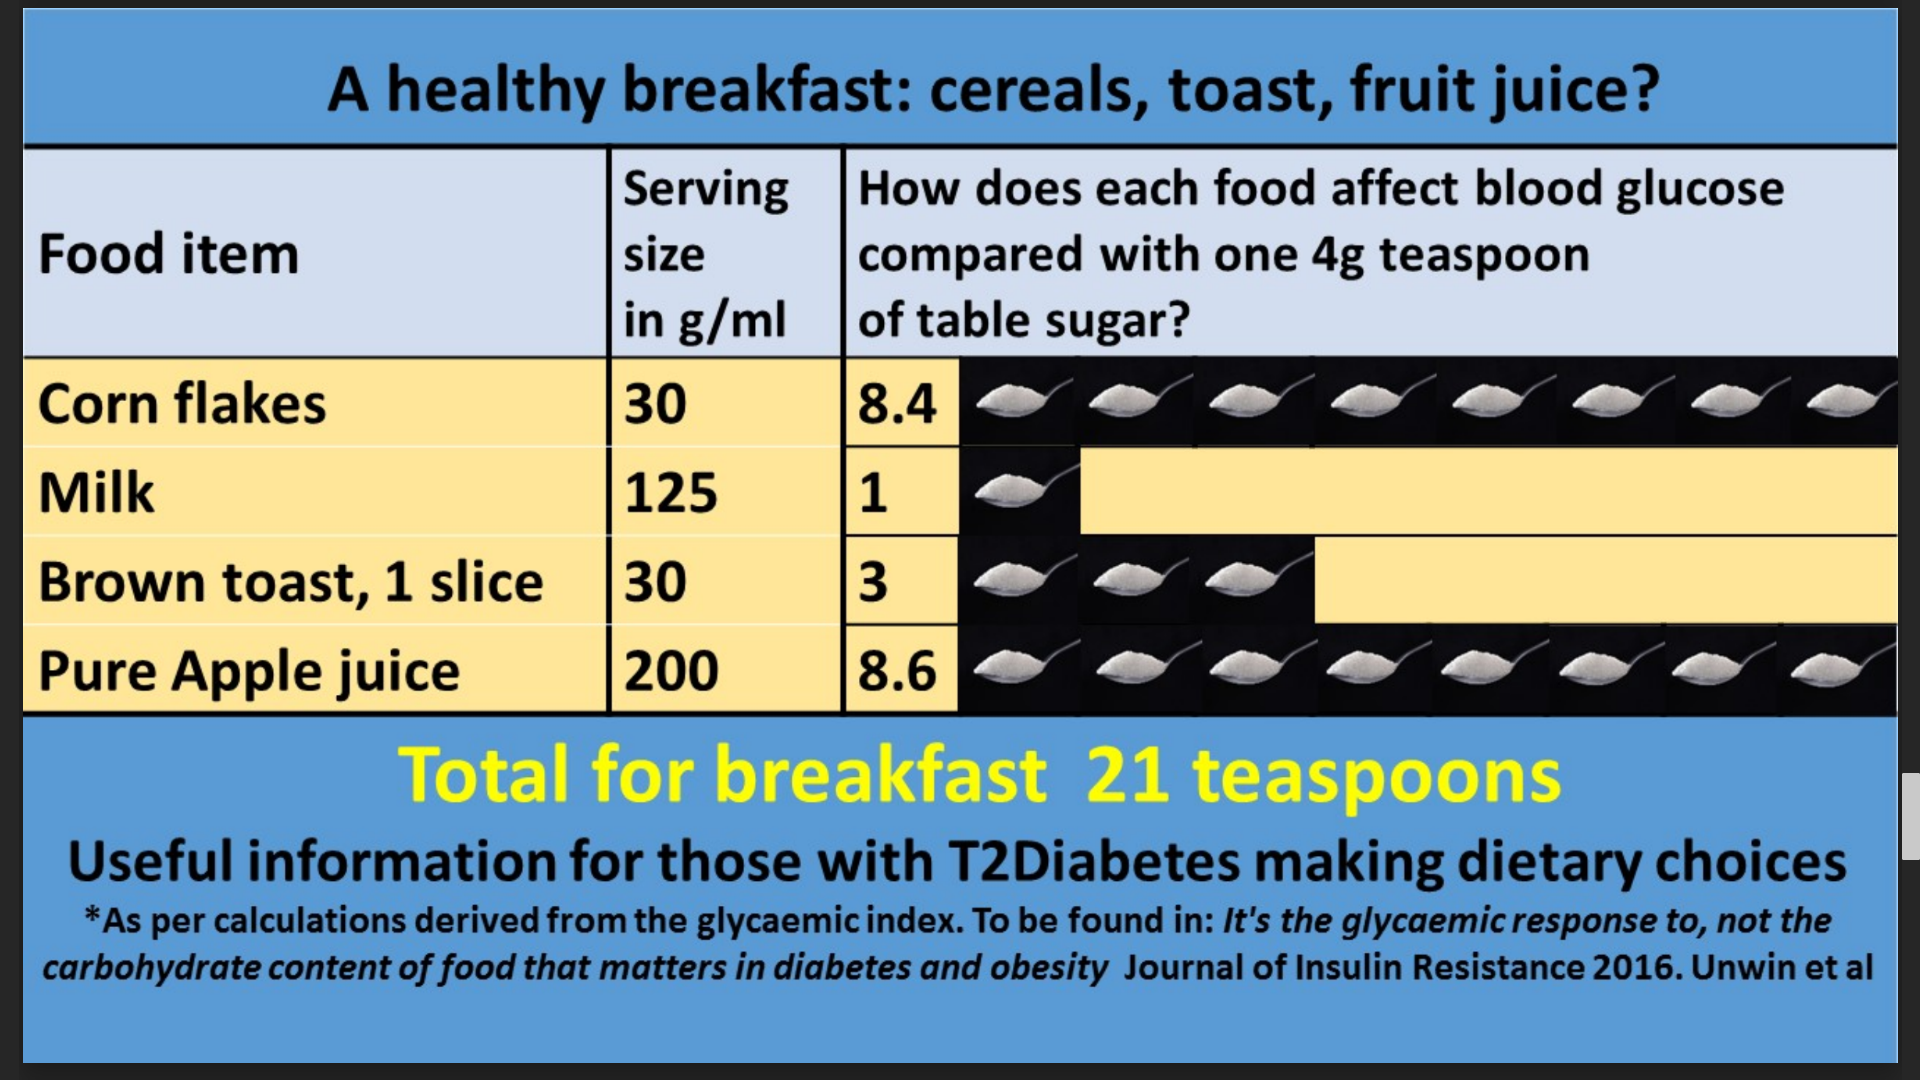 A healthy breakfast: cereals, toast, fruit juice?
Food item
Serving
size
in g/ml
How does each food affect blood glucose
compared with one 4g teaspoon
of table sugar?
Corn flakes 30 8.4
Milk 125 1
Brown toast, 1 slice 30 3
Pure Apple juice 200 8.6
Total for breakfast 21 teaspoons
Useful information for those with T2Diabetes making dietary choices
*As per calculations derived from the glycaemic index. To be found in: It's the glycaemic response to, not the
carbohydrate content of food that matters in diabetes and obesity Journal of Insulin Resistance 2016. Unwin et al